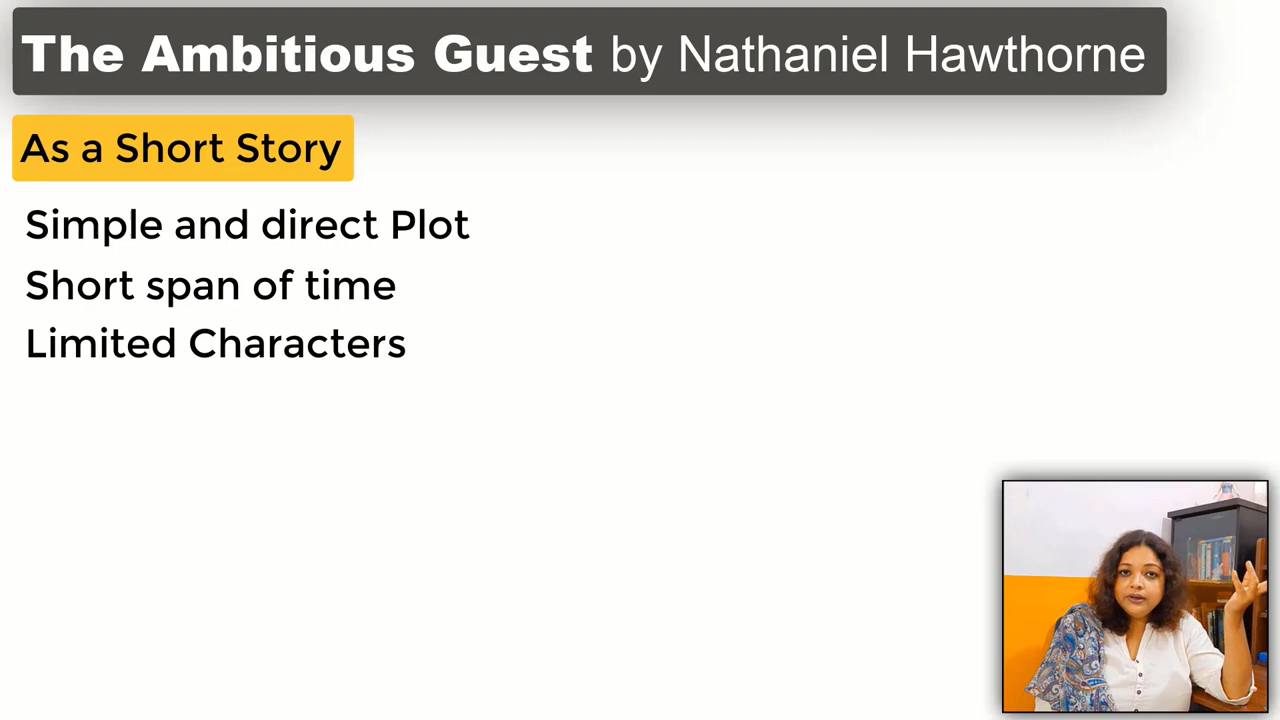 The Ambitious Guest by Nathaniel Hawthorne
As a Short Story
Simple and direct Plot
Short span of time
Limited Characters